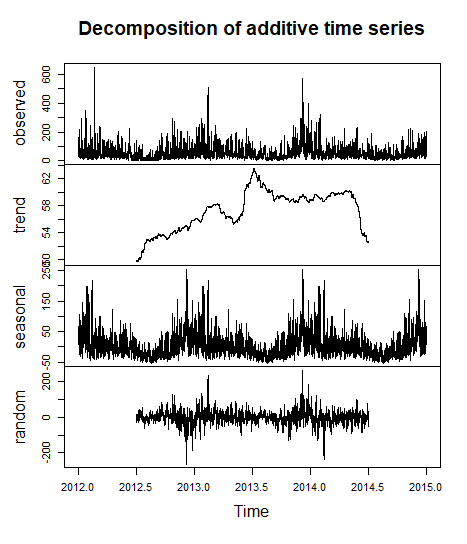 Decomposition of additive time series
observed
0 200 400 600
trend
50 54 58 62
seasonal
-50 50 150 250
random
-200 0 200
2012.0 2012.5 2013.0 2013.5 2014.0 2014.5 2015.0
Time